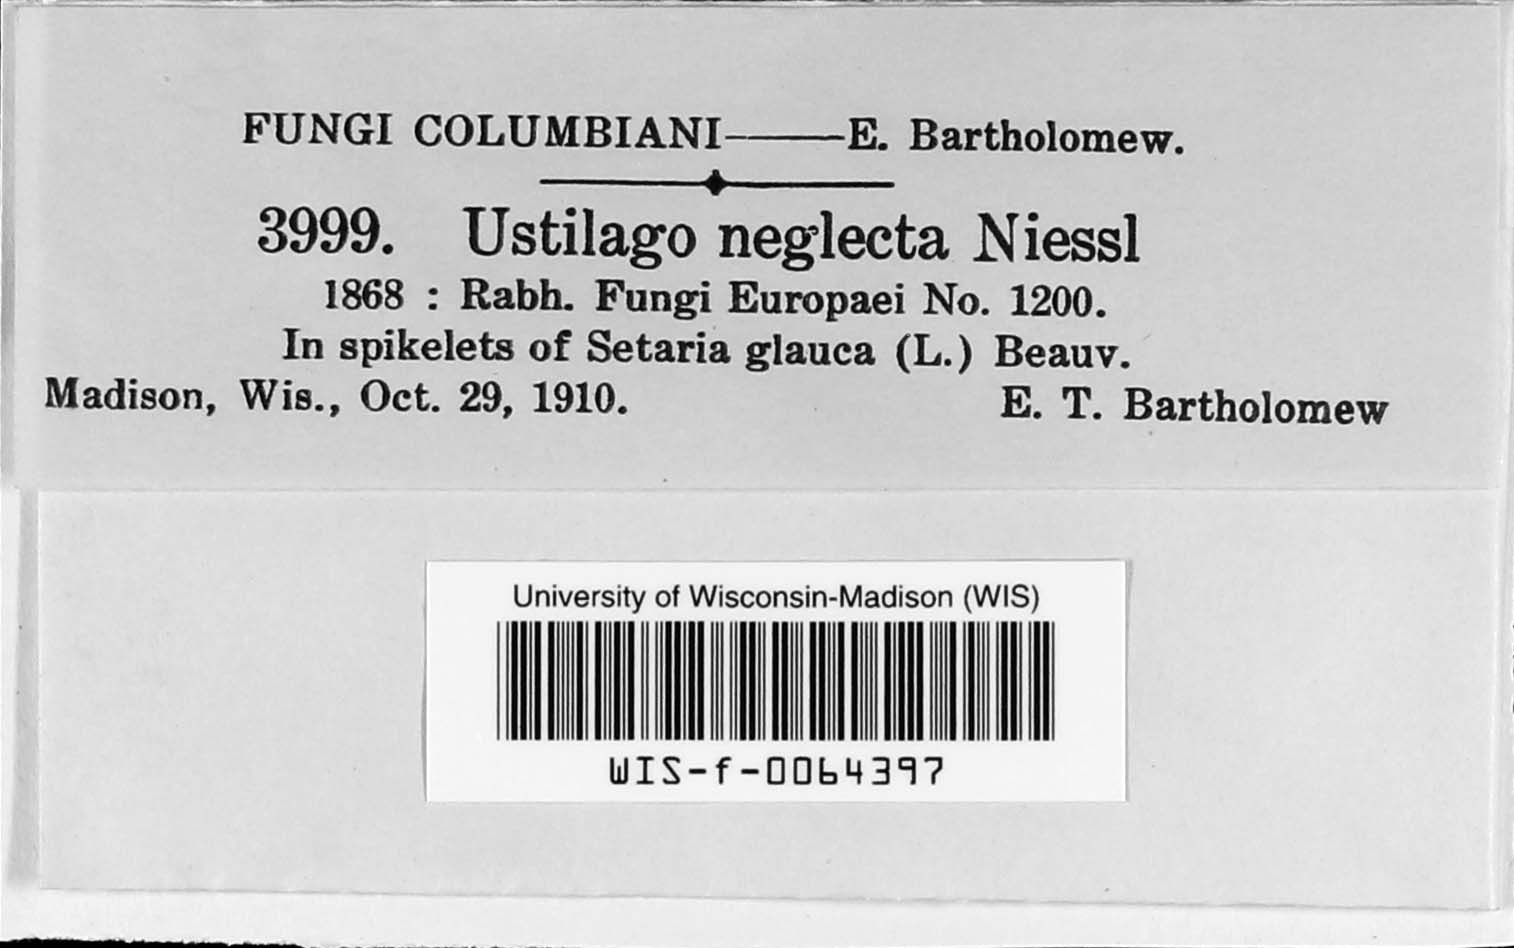 FUNGI COLUMBIANI——E. Bartholomew.
3999. Ustilago neglecta Niessl
1868 : Rabh. Fungi Europaei No. 1200.
In spikelets of Setaria glauca (L.) Beauv.
Madison, Wis., Oct. 29, 1910. E. T. Bartholomew
University of Wisconsin-Madison (WIS)
WIS-f-0064397